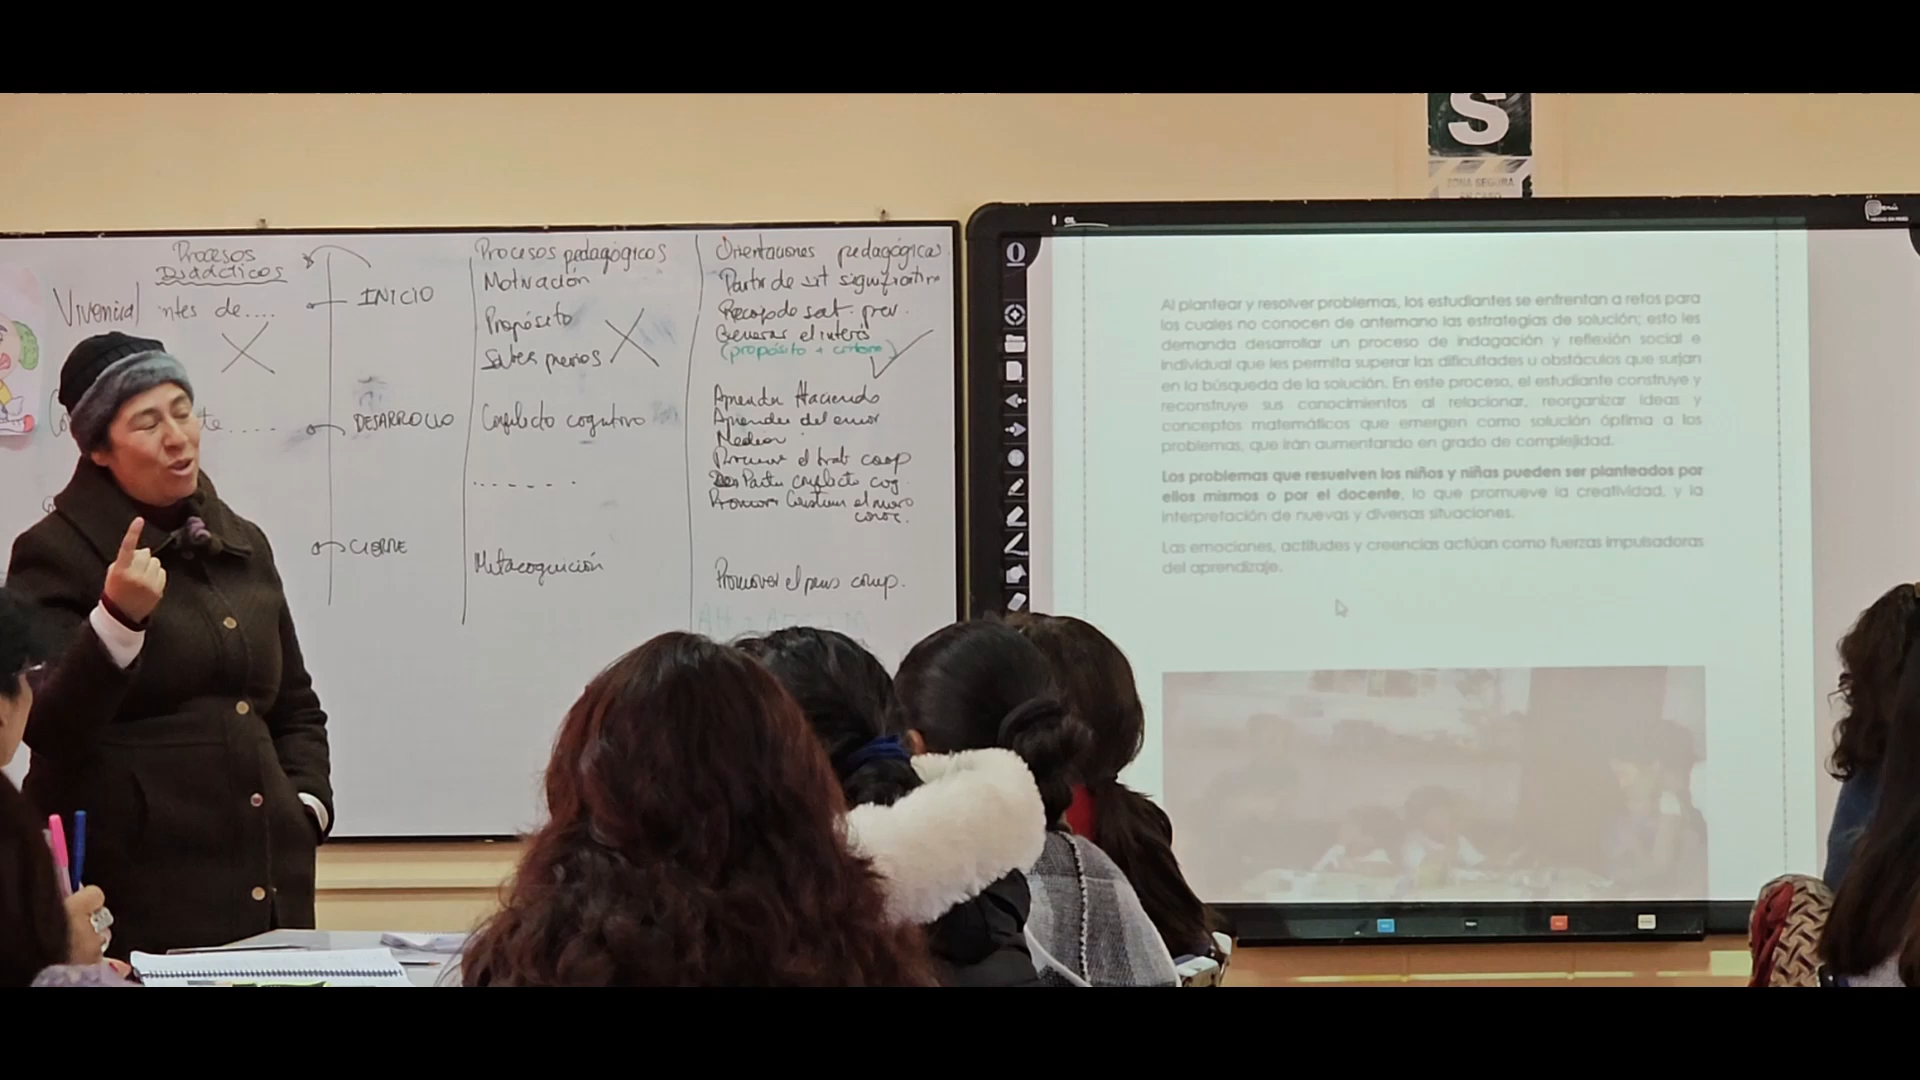 S
ZONA SEGURA
EN CASO
Procesos
Didácticos
Vivencial
ntes de....
te.....
INICIO
DESARROLLO
CIERRE
Procesos pedagógicos
Motivación
Propósito
Saberes previos
Conflicto cognitivo
Metacognición
Orientaciones pedagógicas
Partir de sit significativa
Recojo de sab. prev.
Generar el interés
(propósito +
Aprender Haciendo
Aprender del error
Mediar
el trab coop
Partir conflicto cog
Construir el nuevo
conoc.
Promover el pens comp.
Perú
Al plantear y resolver problemas, los estudiantes se enfrentan a retos para
los cuales no conocen de antemano las estrategias de solución; esto les
demanda desarrollar un proceso de indagación y reflexión social e
individual que les permita superar las dificultades u obstáculos que surjan
en la búsqueda de la solución. En este proceso, el estudiante construye y
reconstruye sus conocimientos al relacionar, reorganizar ideas y
conceptos matemáticos que emergen como solución óptima a los
problemas, que irán aumentando en grado de complejidad.
Los problemas que resuelven los niños y niñas pueden ser planteados por
ellos mismos o por el docente, lo que promueve la creatividad, y la
interpretación de nuevas y diversas situaciones.
Las emociones, actitudes y creencias actúan como fuerzas impulsadoras
del aprendizaje.